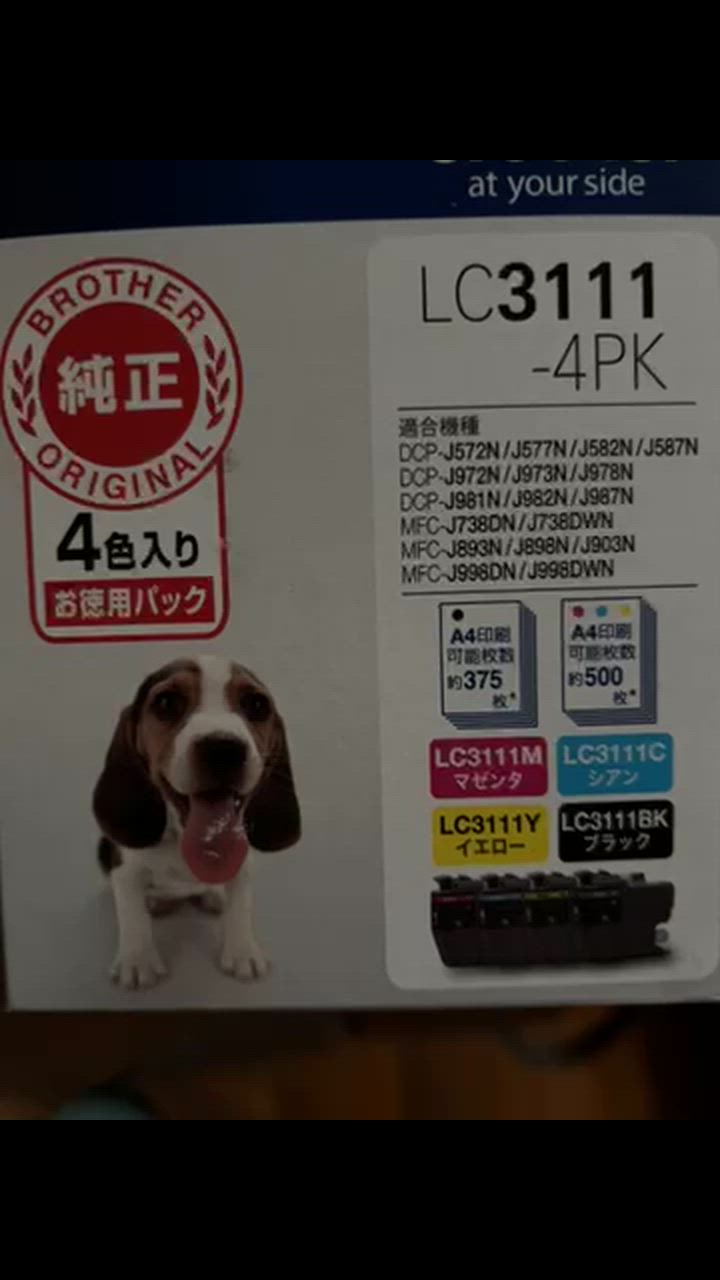 at your side
BROTHER
純正
ORIGINAL
4色入り
お徳用パック
LC3111
-4PK
適合機種
DCP-J572N/J577N/J582N/J587N
DCP-J972N/J973N/J978N
DCP-J981N/J982N/J987N
MFC-J738DN/J738DWN
MFC-J893N/J898N/J903N
MFC-J998DN/J998DWN
A4印刷
可能枚数
約375
枚*
A4印刷
可能枚数
約500
枚*
LC3111M
マゼンタ
LC3111C
シアン
LC3111Y
イエロー
LC3111BK
ブラック